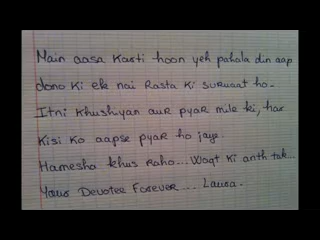 Main aasa karti hoon yeh pahala din aap
dono ki ek nai Rasta ki suruaat ho.
Itni khushiyan aur pyar mile ki, har
kisi ko aapse pyar ho jaye.
Hamesha khus raho... Waqt ki anth tak...
Your Devotee Forever.... Laura.